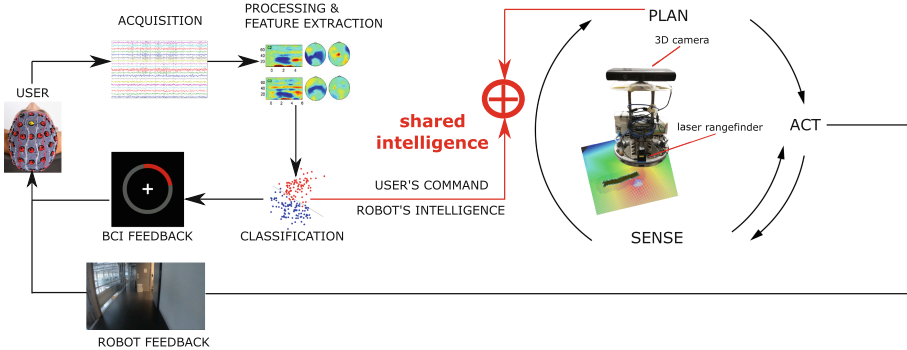 PROCESSING &
FEATURE EXTRACTION
ACQUISITION
USER
PLAN
3D camera
shared
intelligence
laser rangefinder
ACT
USER'S COMMAND
ROBOT'S INTELLIGENCE
BCI FEEDBACK
CLASSIFICATION
SENSE
ROBOT FEEDBACK